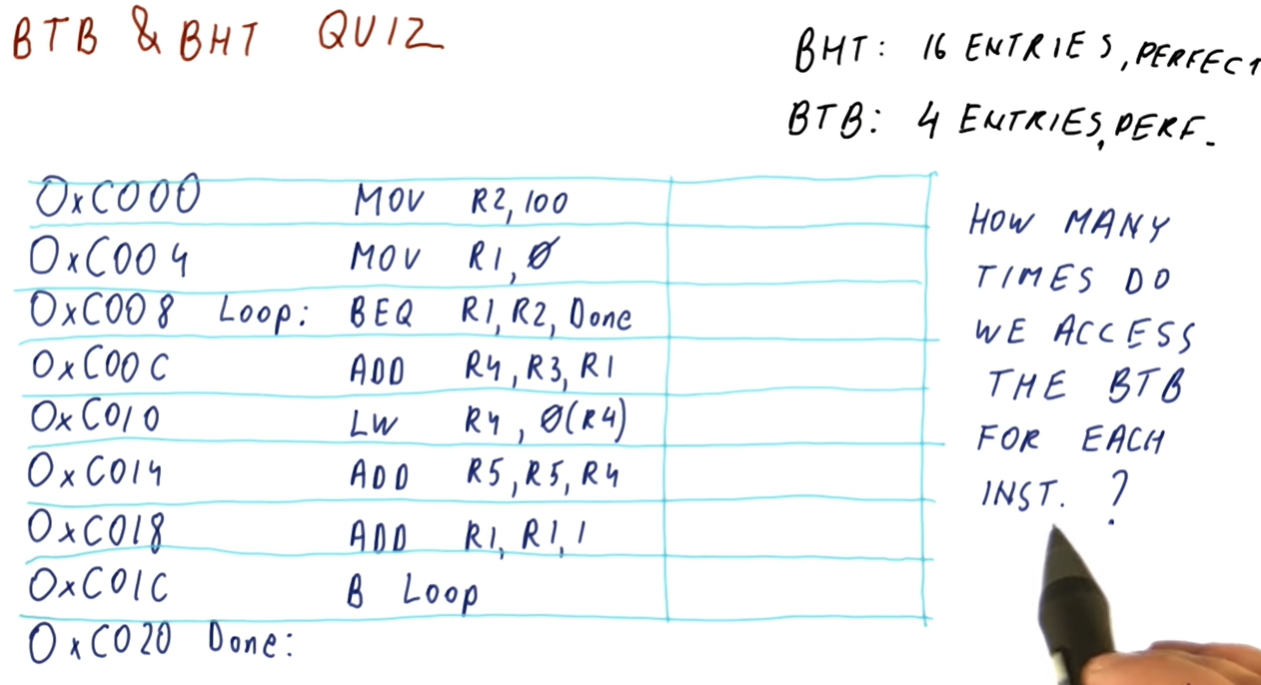 BTB & BHT QUIZ
BHT: 16 ENTRIES, PERFECT
BTB: 4 ENTRIES, PERF.
0xC000 MOV R2, 100
0xC004 MOV R1, 0
0xC008 Loop: BEQ R1, R2, Done
0xC00C ADD R4, R3, R1
0xC010 LW R4, 0(R4)
0xC014 ADD R5, R5, R4
0xC018 ADD R1, R1, 1
0xC01C B Loop
0xC020 Done:
HOW MANY
TIMES DO
WE ACCESS
THE BTB
FOR EACH
INST. ?